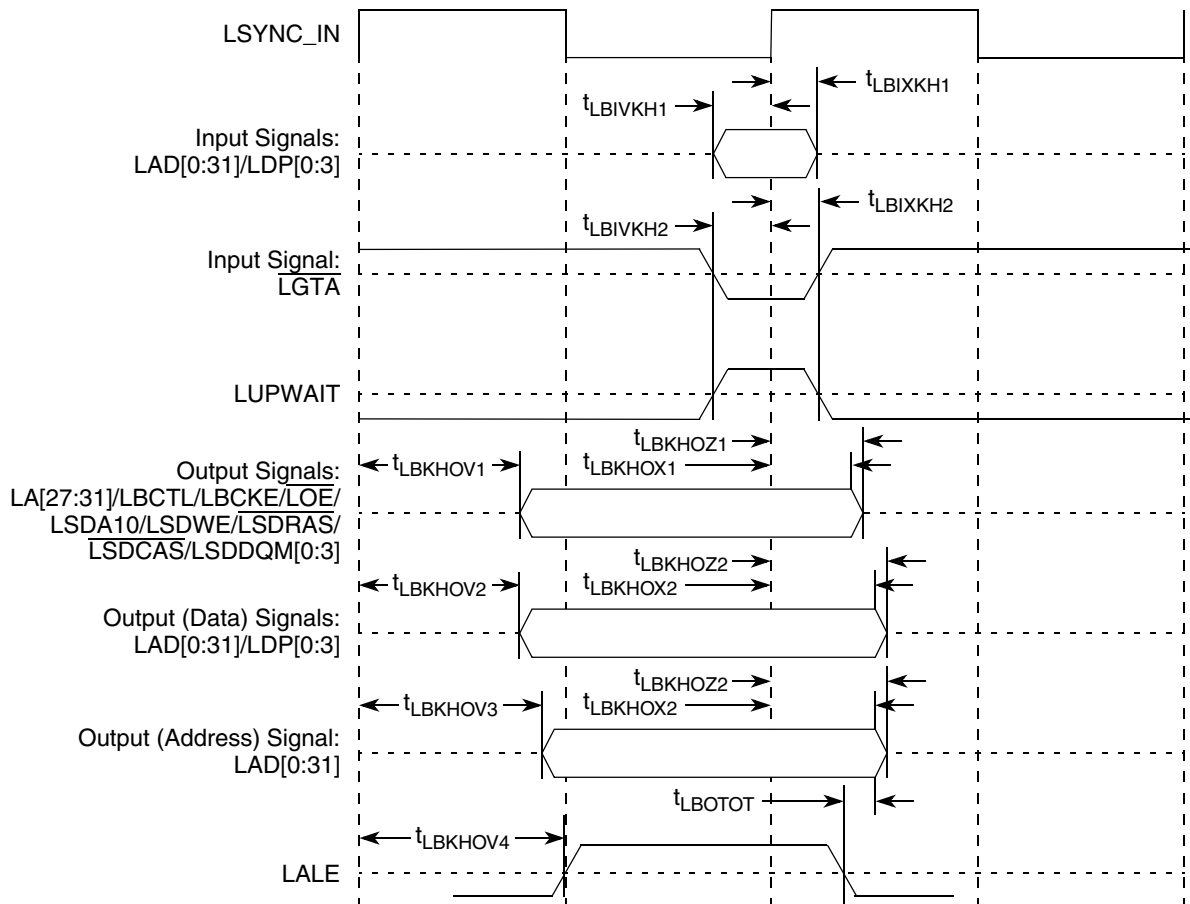 LSYNC_IN
tLBIXKH1
tLBIVKH1
Input Signals:
LAD[0:31]/LDP[0:3]
tLBIXKH2
tLBIVKH2
Input Signal:
LGTA
LUPWAIT
tLBKHOZ1
tLBKHOV1
tLBKHOX1
Output Signals:
LA[27:31]/LBCTL/LBCKE/LOE/
LSDA10/LSDWE/LSDRAS/
LSDCAS/LSDDQM[0:3]
tLBKHOZ2
tLBKHOV2
tLBKHOX2
Output (Data) Signals:
LAD[0:31]/LDP[0:3]
tLBKHOZ2
tLBKHOV3
tLBKHOX2
Output (Address) Signal:
LAD[0:31]
tLBOTOT
tLBKHOV4
LALE